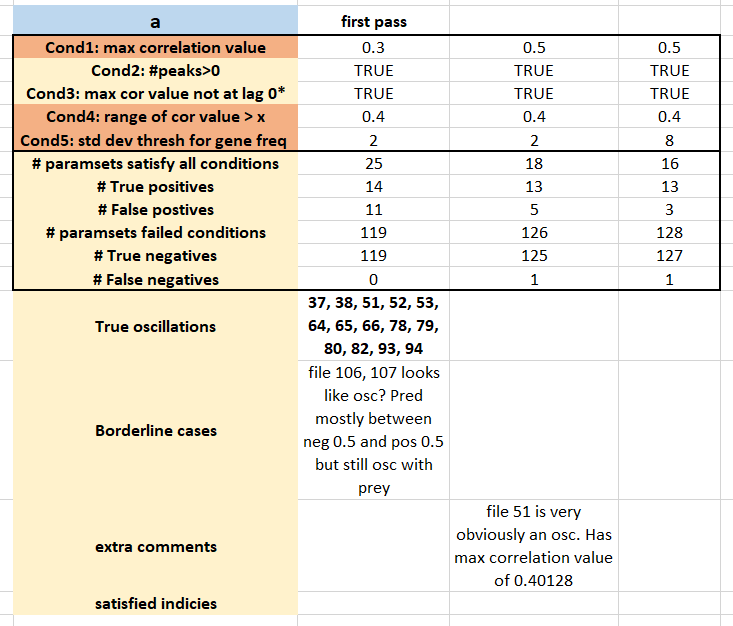 a first pass
Cond1: max correlation value 0.3 0.5 0.5
Cond2: #peaks>0 TRUE TRUE TRUE
Cond3: max cor value not at lag 0* TRUE TRUE TRUE
Cond4: range of cor value > x 0.4 0.4 0.4
Cond5: std dev thresh for gene freq 2 2 8
# paramsets satisfy all conditions 25 18 16
# True positives 14 13 13
# False postives 11 5 3
# paramsets failed conditions 119 126 128
# True negatives 119 125 127
# False negatives 0 1 1
True oscillations
37, 38, 51, 52, 53,
64, 65, 66, 78, 79,
80, 82, 93, 94
Borderline cases
file 106, 107 looks
like osc? Pred
mostly between
neg 0.5 and pos 0.5
but still osc with
prey
extra comments
file 51 is very
obviously an osc. Has
max correlation value
of 0.40128
satisfied indicies